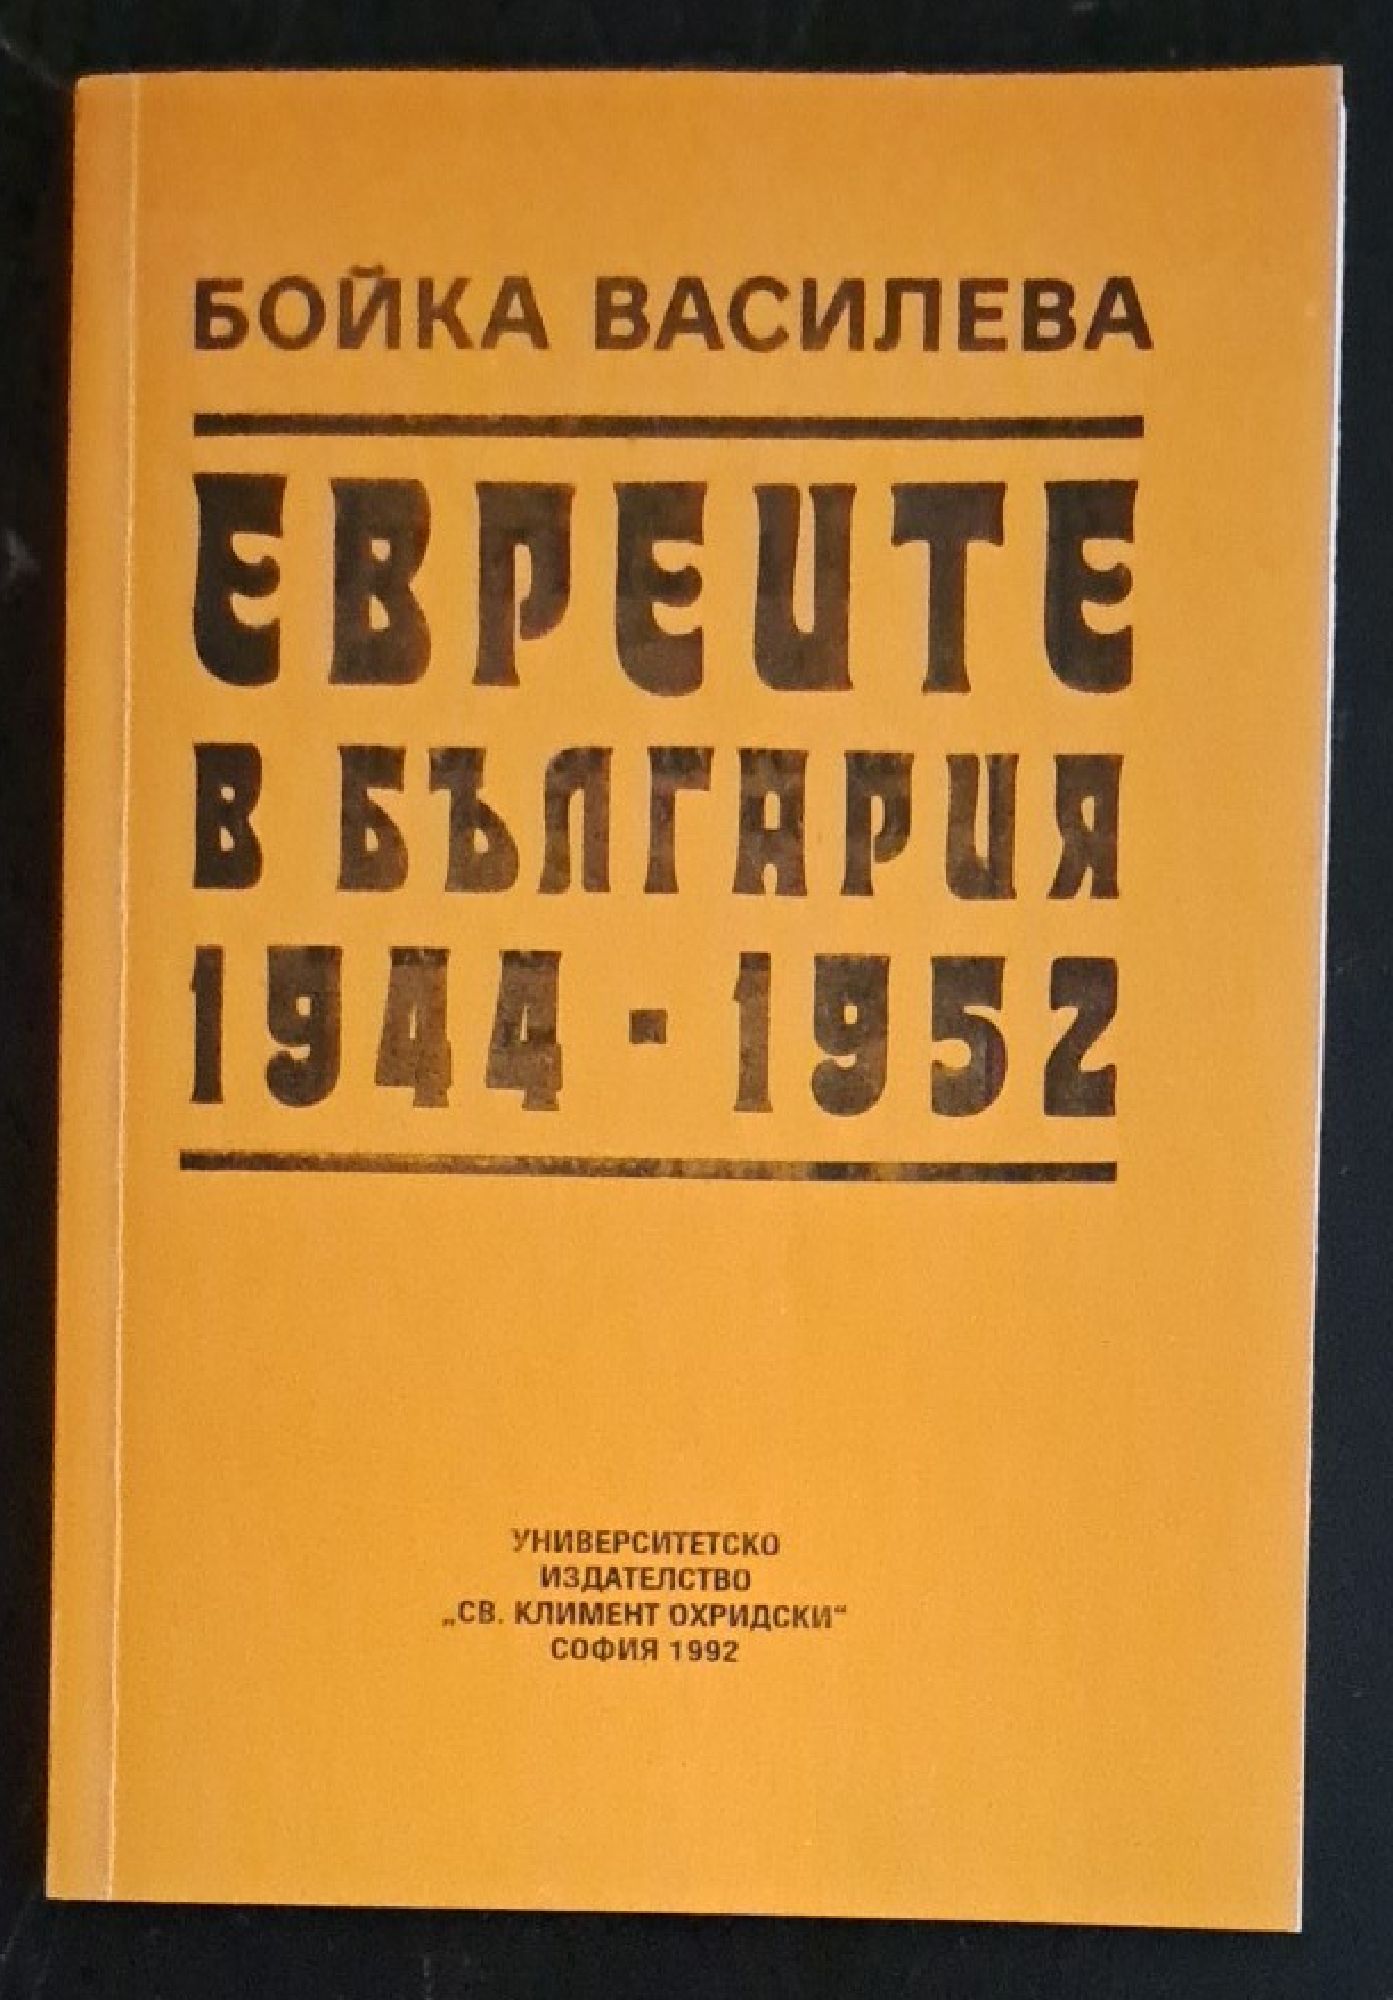 БОЙКА ВАСИЛЕВА
ЕВРЕИТЕ
В БЪЛГАРИЯ
1944 - 1952
УНИВЕРСИТЕТСКО
ИЗДАТЕЛСТВО
„СВ. КЛИМЕНТ ОХРИДСКИ“
СОФИЯ 1992